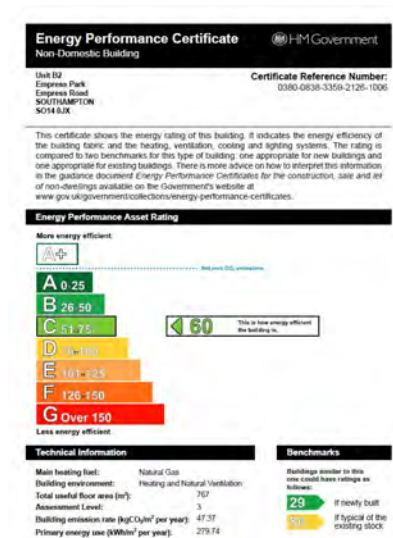 Energy Performance Certificate
HM Government
Non-Domestic Building
Unit B2
Empress Park
Empress Road
SOUTHAMPTON
SO14 0JX
Certificate Reference Number:
0380-0838-3359-2126-1006
This certificate shows the energy rating of this building. It indicates the energy efficiency of
the building fabric and the heating, ventilation, cooling and lighting systems. The rating is
compared to two benchmarks for this type of building: one appropriate for new buildings and
one appropriate for existing buildings. There is more advice on how to interpret this information
in the guidance document Energy Performance Certificates for the construction, sale and let
of non-dwellings available on the Government's website at
www.gov.uk/government/collections/energy-performance-certificates.
Energy Performance Asset Rating
More energy efficient
A+
Net zero CO₂ emissions
A 0-25
B 26-50
C 51-75
60
This is how energy efficient
the building is.
D 76-100
E 101-125
F 126-150
G Over 150
Less energy efficient
Technical Information
Main heating fuel: Natural Gas
Building environment: Heating and Natural Ventilation
Total useful floor area (m²): 767
Assessment Level: 3
Building emission rate (kgCO₂/m² per year): 47.37
Primary energy use (kWh/m² per year): 279.74
Benchmarks
Buildings similar to this
one could have ratings as
follows:
29 If newly built
If typical of the
existing stock